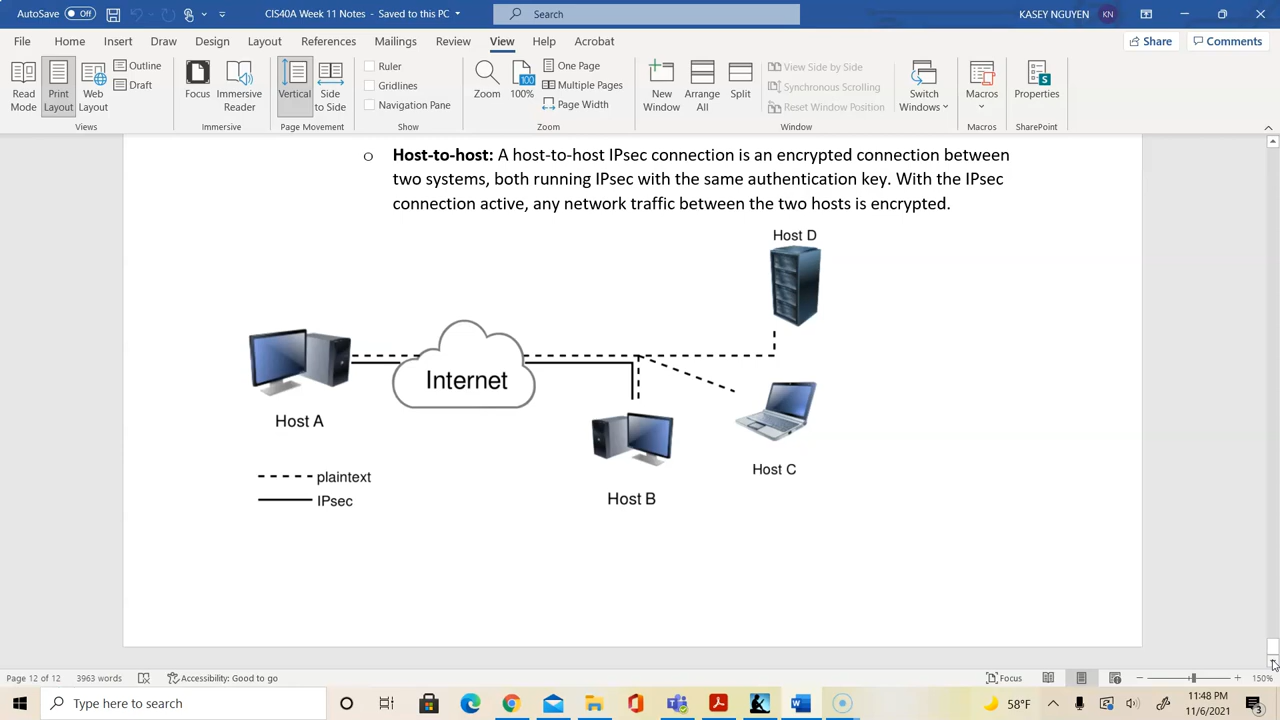 AutoSave Off
CIS40A Week 11 Notes
Search
KASEY NGUYEN KN
File Home Insert Draw Design Layout References Mailings Review View Help Acrobat
Share Comments
Read Mode
Print Layout
Web Layout
Outline
Draft
Views
Focus
Immersive Reader
Immersive
Vertical
Side to Side
Page Movement
Ruler
Gridlines
Navigation Pane
Show
Zoom
100
100%
One Page
Multiple Pages
Page Width
Zoom
New Window
Arrange All
Split
View Side by Side
Synchronous Scrolling
Reset Window Position
Window
Switch Windows
Macros
Macros
Properties
SharePoint
o Host-to-host: A host-to-host IPsec connection is an encrypted connection between
two systems, both running IPsec with the same authentication key. With the IPsec
connection active, any network traffic between the two hosts is encrypted.
Host D
Internet
Host A
Host C
plaintext
IPsec
Host B
Page 12 of 12 3963 words Accessibility: Good to go
Focus
150%
Type here to search
58°F
11:48 PM
11/6/2021
3